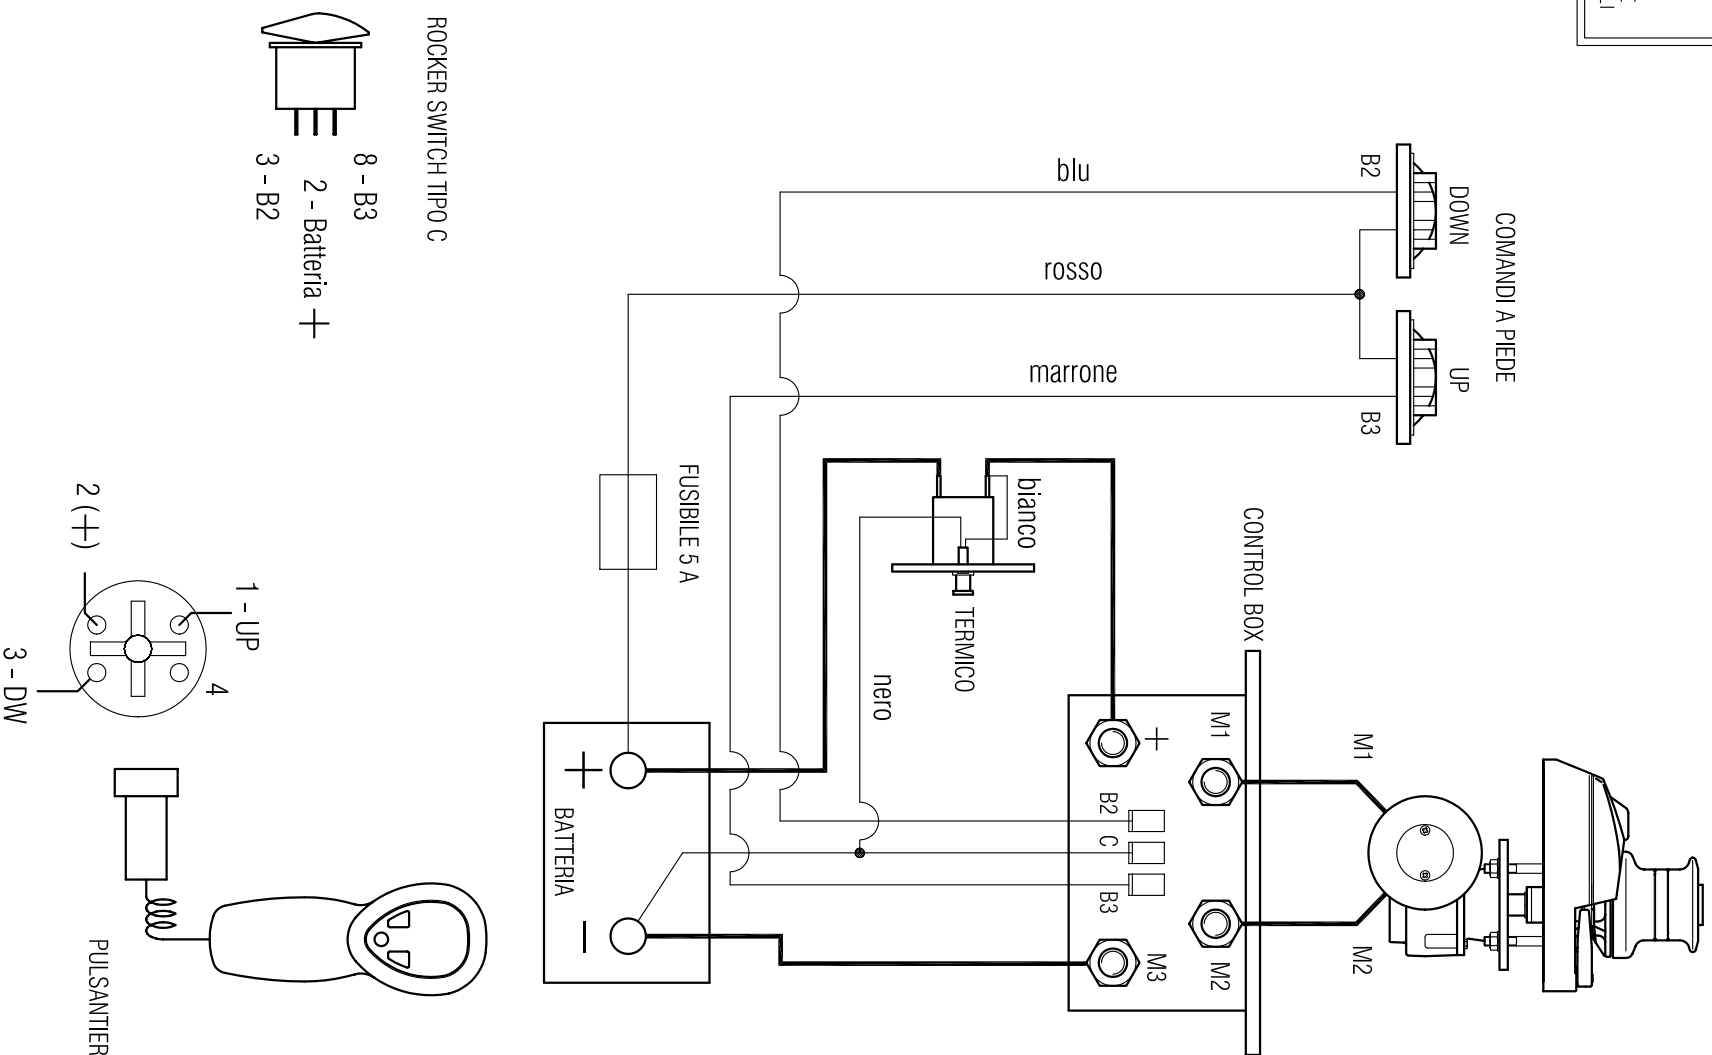 COMANDI A PIEDE
DOWN
UP
B2
B3
blu
rosso
marrone
ROCKER SWITCH TIPO C
8 - B3
2 - Batteria +
3 - B2
CONTROL BOX
bianco
TERMICO
FUSIBILE 5 A
nero
+
M1
M1
M2
M2
M3
B2
C
B3
+
-
BATTERIA
1 - UP
2 (+)
3 - DW
4
PULSANTIER